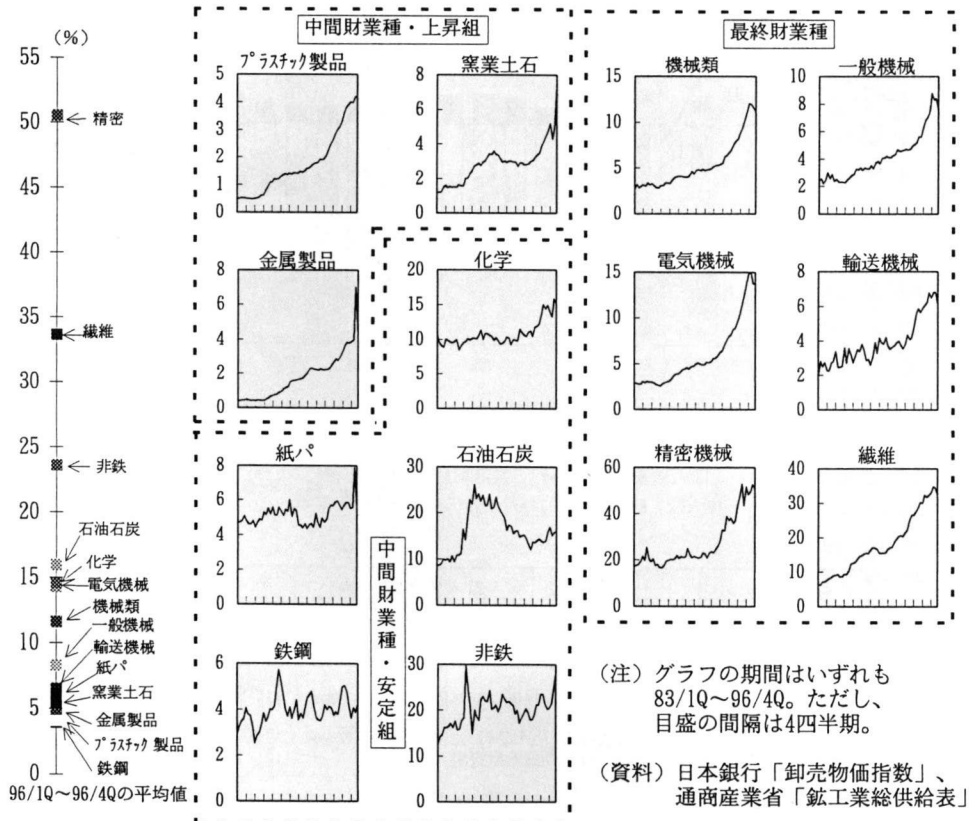 (%)
55
50
45
40
35
30
25
20
15
10
5
0
精密
繊維
非鉄
石油石炭
化学
電気機械
機械類
一般機械
輸送機械
紙パ
窯業土石
金属製品
プラスチック製品
鉄鋼
96/1Q～96/4Qの平均値
中間財業種・上昇組
プラスチック製品
5
4
3
2
1
0
窯業土石
8
6
4
2
0
金属製品
8
6
4
2
0
中間財業種・安定組
化学
20
15
10
5
0
紙パ
8
6
4
2
0
石油石炭
30
20
10
0
鉄鋼
6
4
2
0
非鉄
30
20
10
0
最終財業種
機械類
15
10
5
0
一般機械
10
8
6
4
2
0
電気機械
15
10
5
0
輸送機械
8
6
4
2
0
精密機械
60
40
20
0
繊維
40
30
20
10
0
（注）グラフの期間はいずれも
83/1Q～96/4Q。ただし、
目盛の間隔は4四半期。
（資料）日本銀行「卸売物価指数」、
通商産業省「鉱工業総供給表」